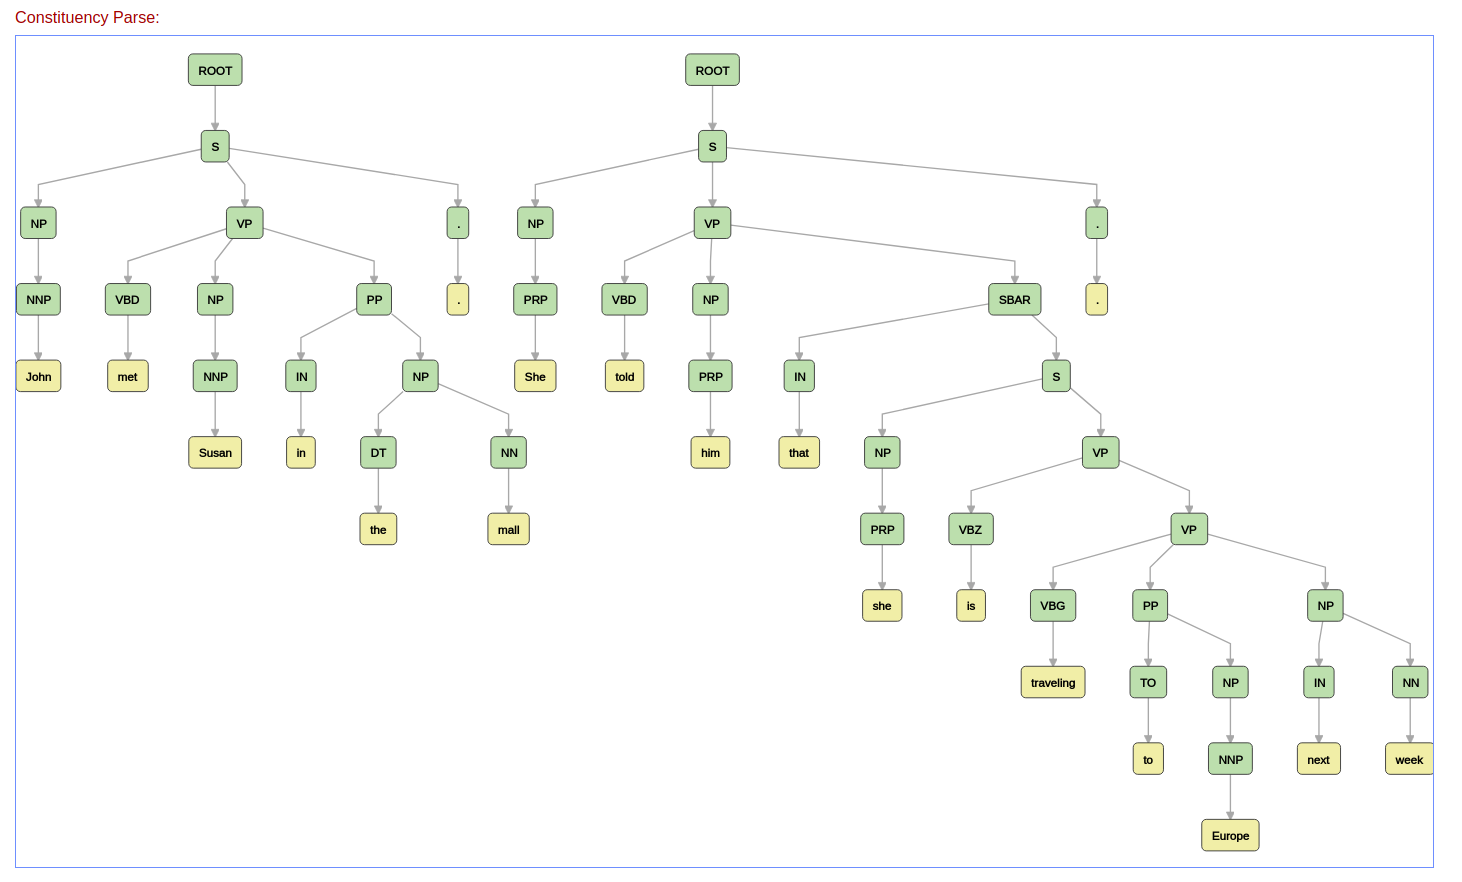 Constituency Parse:
ROOT ROOT
S S
NP VP . NP VP .
NNP VBD NP PP . PRP VBD NP SBAR .
John met NNP IN NP She told PRP IN S
Susan in DT NN him that NP VP
the mall PRP VBZ VP
she is VBG PP NP
traveling TO NP IN NN
to NNP next week
Europe